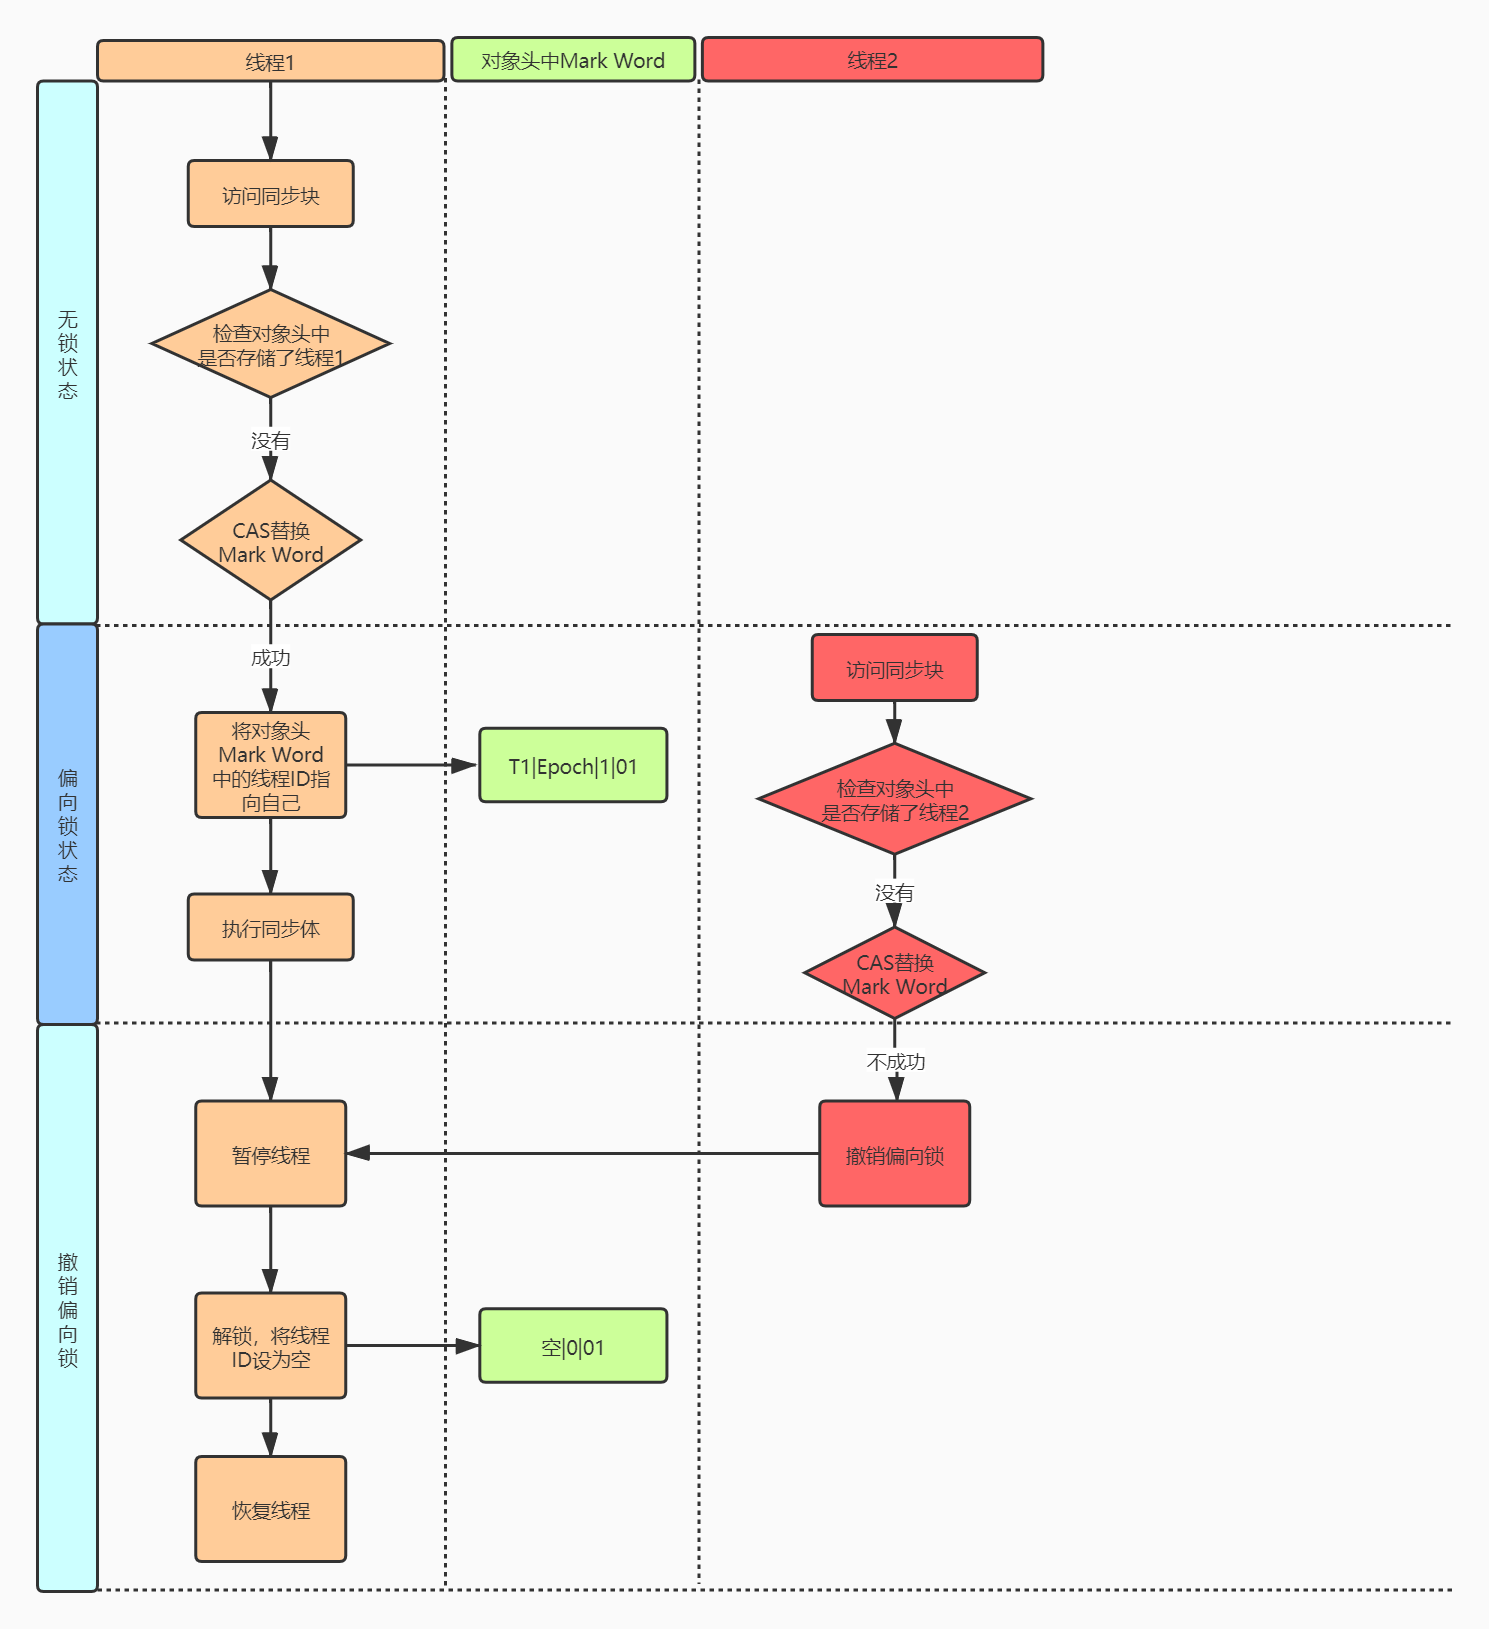 线程1
对象头中Mark Word
线程2
无
锁
状
态
访问同步块
检查对象头中
是否存储了线程1
没有
CAS替换
Mark Word
偏
向
锁
状
态
成功
将对象头
Mark Word
中的线程ID指
向自己
T1|Epoch|1|01
执行同步体
访问同步块
检查对象头中
是否存储了线程2
没有
CAS替换
Mark Word
撤
销
偏
向
锁
不成功
撤销偏向锁
暂停线程
解锁，将线程
ID设为空
空|0|01
恢复线程